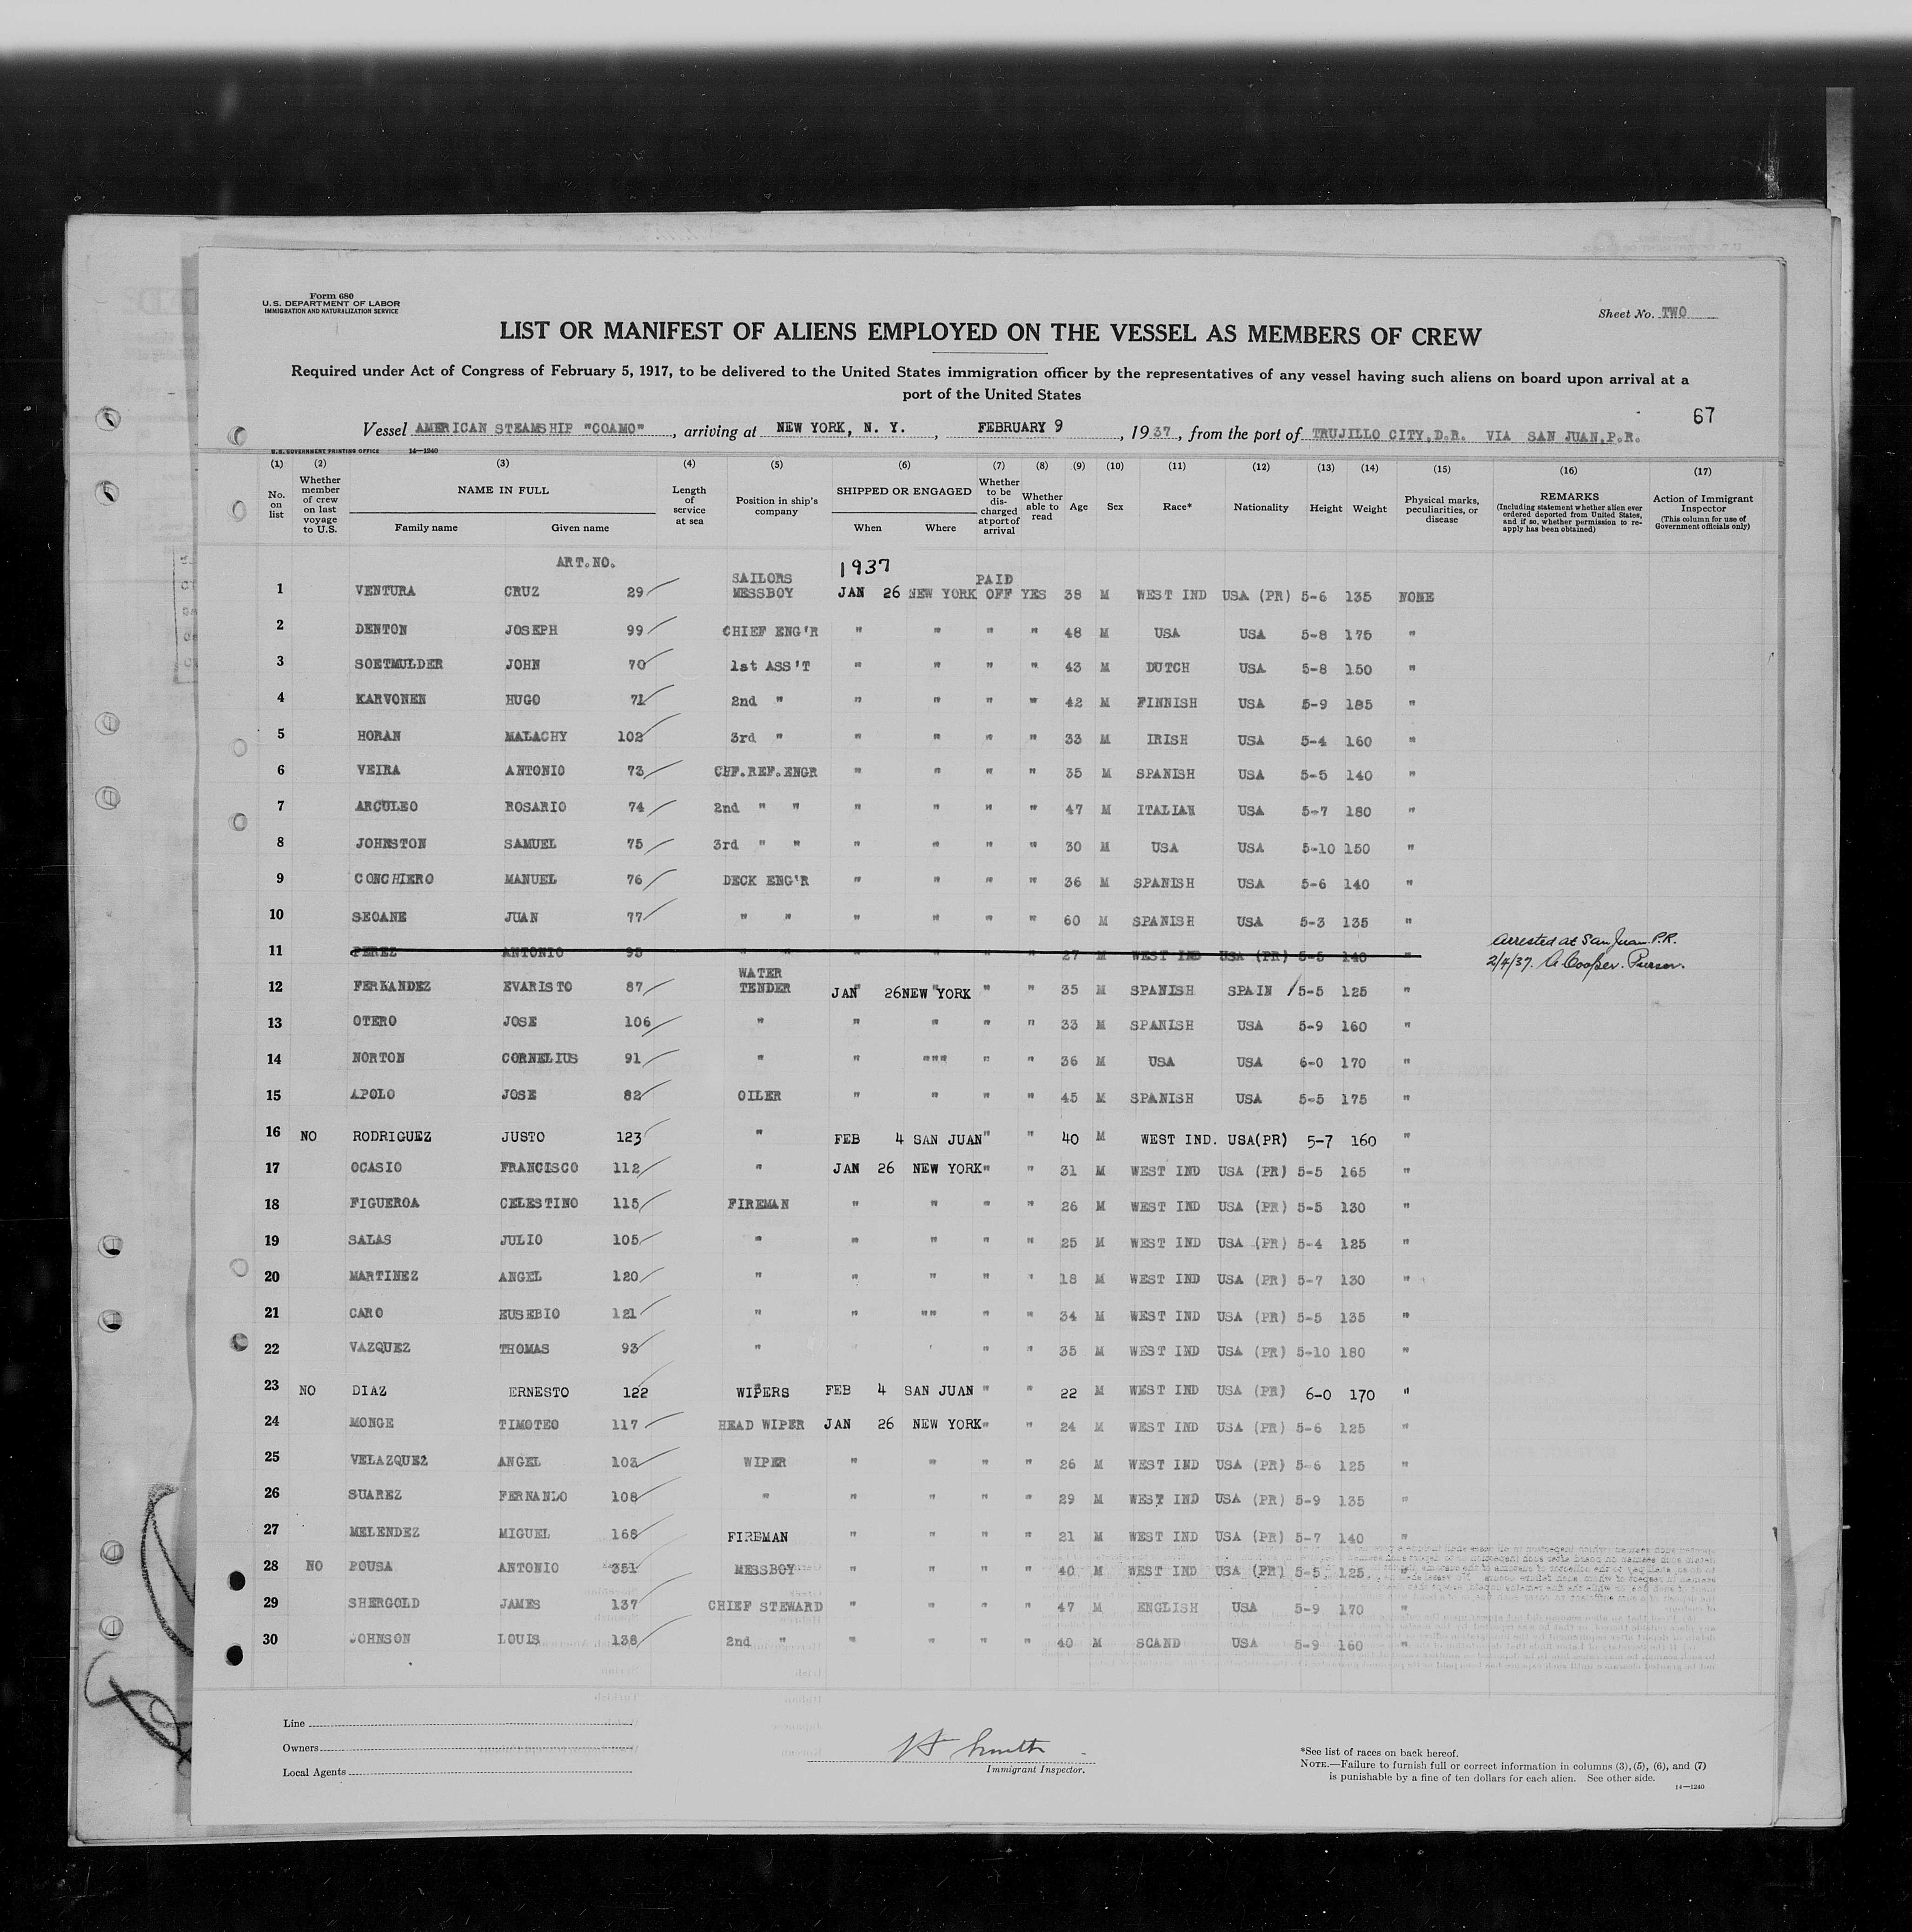 Form 680
U. S. DEPARTMENT OF LABOR
IMMIGRATION AND NATURALIZATION SERVICE
Sheet No. TWO
LIST OR MANIFEST OF ALIENS EMPLOYED ON THE VESSEL AS MEMBERS OF CREW
Required under Act of Congress of February 5, 1917, to be delivered to the United States immigration officer by the representatives of any vessel having such aliens on board upon arrival at a
port of the United States
67
Vessel AMERICAN STEAMSHIP "COAMO", arriving at NEW YORK, N. Y., FEBRUARY 9, 1937, from the port of TRUJILLO CITY,D.R. VIA SAN JUAN,P.R.
U. S. GOVERNMENT PRINTING OFFICE 14—1240
(1) (2) (3) (4) (5) (6) (7) (8) (9) (10) (11) (12) (13) (14) (15) (16) (17)
No. on list
Whether member of crew on last voyage to U.S.
NAME IN FULL
Family name Given name
Length of service at sea
Position in ship's company
SHIPPED OR ENGAGED
When Where
Whether to be discharged at port of arrival
Whether able to read
Age
Sex
Race*
Nationality
Height
Weight
Physical marks, peculiarities, or disease
REMARKS
(Including statement whether alien ever ordered deported from United States, and if so, whether permission to reapply has been obtained)
Action of Immigrant Inspector
(This column for use of Government officials only)
ART.NO. 1937
1 VENTURA CRUZ 29 SAILORS MESSBOY JAN 26 NEW YORK PAID OFF YES 38 M WEST IND USA (PR) 5-6 135 NONE
2 DENTON JOSEPH 99 CHIEF ENG'R " " " " 48 M USA USA 5-8 175 "
3 SOETMULDER JOHN 70 1st ASS'T " " " " 43 M DUTCH USA 5-8 150 "
4 KARVONEN HUGO 71 2nd " " " " " 42 M FINNISH USA 5-9 185 "
5 HORAN MALACHY 102 3rd " " " " " 33 M IRISH USA 5-4 160 "
6 VEIRA ANTONIO 73 CHF.REF.ENGR " " " " 35 M SPANISH USA 5-5 140 "
7 ARCULEO ROSARIO 74 2nd " " " " " " 47 M ITALIAN USA 5-7 180 "
8 JOHNSTON SAMUEL 75 3rd " " " " " " 30 M USA USA 5-10 150 "
9 CONCHIERO MANUEL 76 DECK ENG'R " " " " 36 M SPANISH USA 5-6 140 "
10 SEOANE JUAN 77 " " " " " " 60 M SPANISH USA 5-3 135 "
11 PEREZ ANTONIO 95 " " " " " " 27 M WEST IND USA (PR) 5-5 140 " Arrested at San Juan. P.R.
2/4/37. A Cooper. Purser.
12 FERNANDEZ EVARISTO 87 WATER TENDER JAN 26 NEW YORK " " 35 M SPANISH SPAIN 5-5 125 "
13 OTERO JOSE 106 " " " " " 33 M SPANISH USA 5-9 160 "
14 NORTON CORNELIUS 91 " " """ " " 36 M USA USA 6-0 170 "
15 APOLO JOSE 82 OILER " " " " 45 M SPANISH USA 5-5 175 "
16 NO RODRIGUEZ JUSTO 123 " FEB 4 SAN JUAN " " 40 M WEST IND. USA(PR) 5-7 160 "
17 OCASIO FRANCISCO 112 " JAN 26 NEW YORK " " 31 M WEST IND USA (PR) 5-5 165 "
18 FIGUEROA CELESTINO 115 FIREMAN " " " " 26 M WEST IND USA (PR) 5-5 130 "
19 SALAS JULIO 105 " " " " " 25 M WEST IND USA (PR) 5-4 125 "
20 MARTINEZ ANGEL 120 " " " " " 18 M WEST IND USA (PR) 5-7 130 "
21 CARO EUSEBIO 121 " " "" " " 34 M WEST IND USA (PR) 5-5 135 "
22 VAZQUEZ THOMAS 93 " " " " " 35 M WEST IND USA (PR) 5-10 180 "
23 NO DIAZ ERNESTO 122 WIPERS FEB 4 SAN JUAN " " 22 M WEST IND USA (PR) 6-0 170 "
24 MONGE TIMOTEO 117 HEAD WIPER JAN 26 NEW YORK " " 24 M WEST IND USA (PR) 5-6 125 "
25 VELAZQUEZ ANGEL 103 WIPER " " " " 26 M WEST IND USA (PR) 5-6 125 "
26 SUAREZ FERNANDO 108 " " " " " 29 M WEST IND USA (PR) 5-9 135 "
27 MELENDEZ MIGUEL 168 FIREMAN " " " " 21 M WEST IND USA (PR) 5-7 140 "
28 NO POUSA ANTONIO 351 MESSBOY " " " " 40 M WEST IND USA (PR) 5-5 125 "
29 SHERGOLD JAMES 137 CHIEF STEWARD " " " " 47 M ENGLISH USA 5-9 170 "
30 JOHNSON LOUIS 138 2nd " " " " " 40 M SCAND USA 5-9 160 "
Line
Owners
Local Agents
Smith
Immigrant Inspector.
*See list of races on back hereof.
NOTE.—Failure to furnish full or correct information in columns (3), (5), (6), and (7)
is punishable by a fine of ten dollars for each alien. See other side.
14—1240